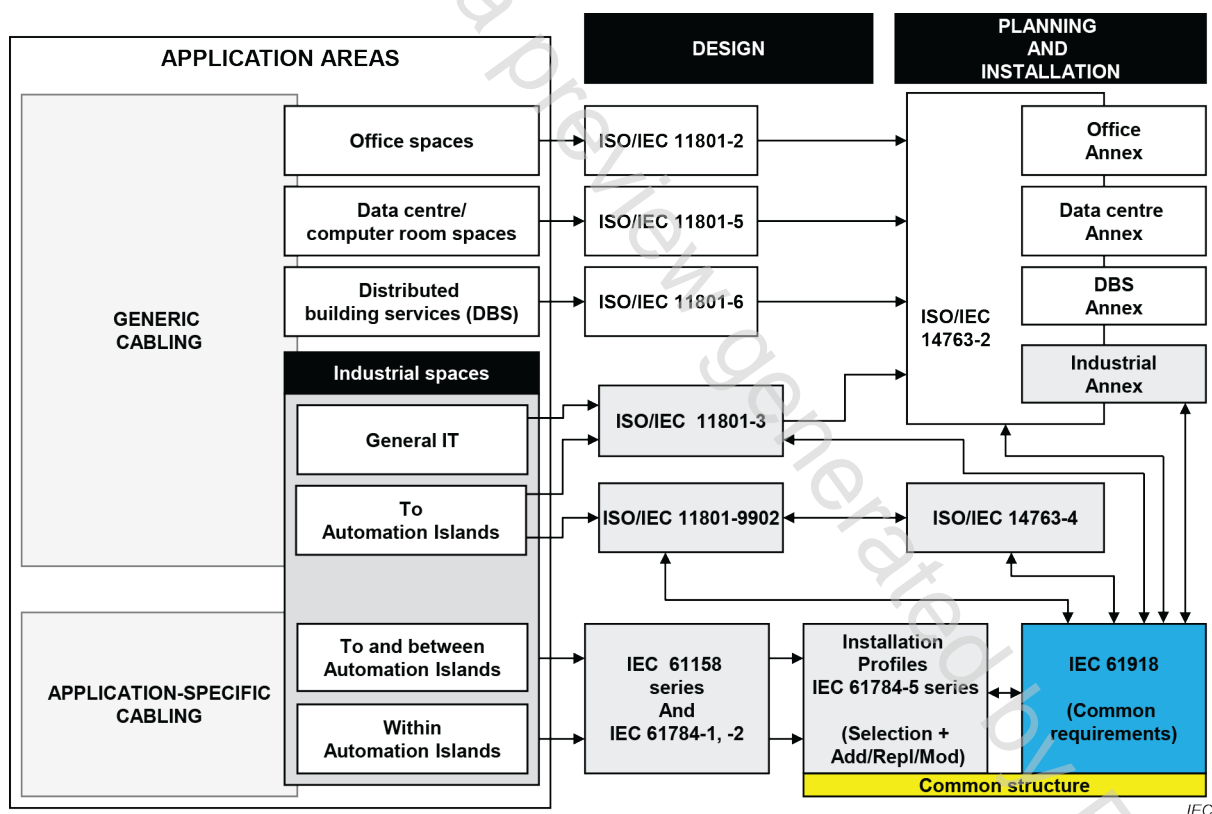 APPLICATION AREAS
DESIGN
PLANNING
AND
INSTALLATION
GENERIC
CABLING
Office spaces
ISO/IEC 11801-2
Office
Annex
Data centre/
computer room spaces
ISO/IEC 11801-5
Data centre
Annex
Distributed
building services (DBS)
ISO/IEC 11801-6
DBS
Annex
ISO/IEC
14763-2
Industrial
Annex
Industrial spaces
General IT
ISO/IEC 11801-3
To
Automation Islands
ISO/IEC 11801-9902
ISO/IEC 14763-4
APPLICATION-SPECIFIC
CABLING
To and between
Automation Islands
Within
Automation Islands
IEC 61158
series
And
IEC 61784-1, -2
Installation
Profiles
IEC 61784-5 series
(Selection +
Add/Repl/Mod)
IEC 61918
(Common
requirements)
Common structure
IEC
a preview generated by